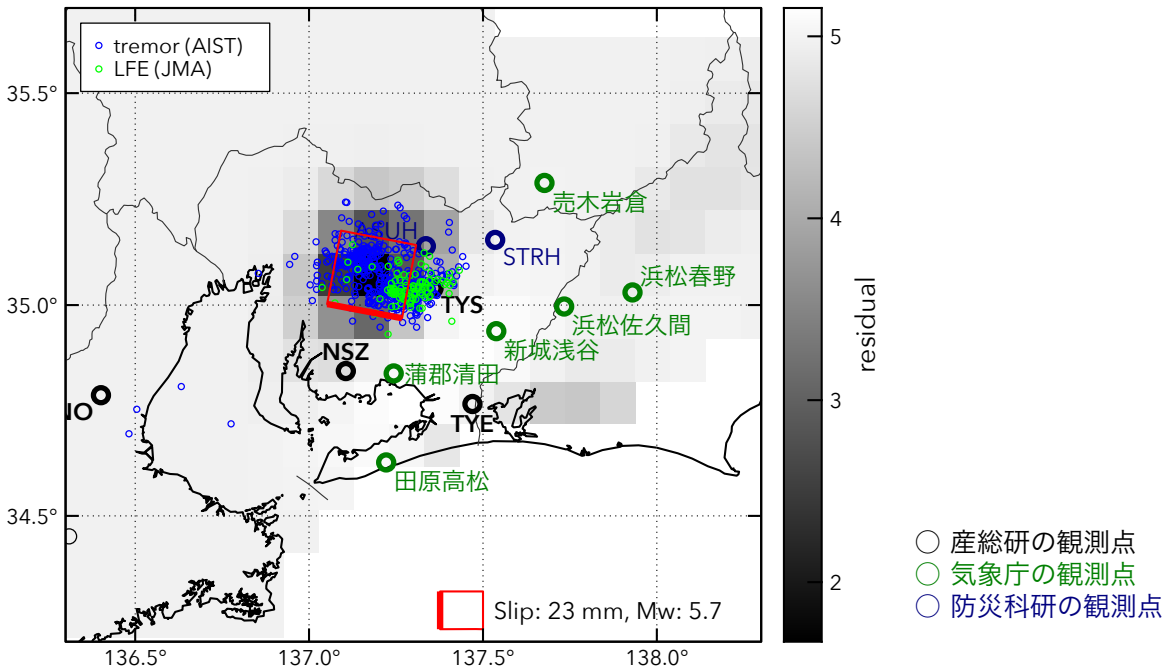 tremor (AIST)
LFE (JMA)
35.5°
35.0°
34.5°
136.5°
137.0°
137.5°
138.0°
売木岩倉
ASUH
STRH
浜松春野
TYS
浜松佐久間
新城浅谷
NSZ
蒲郡清田
NO
TYE
田原高松
Slip: 23 mm, Mw: 5.7
5
4
3
2
residual
産総研の観測点
気象庁の観測点
防災科研の観測点